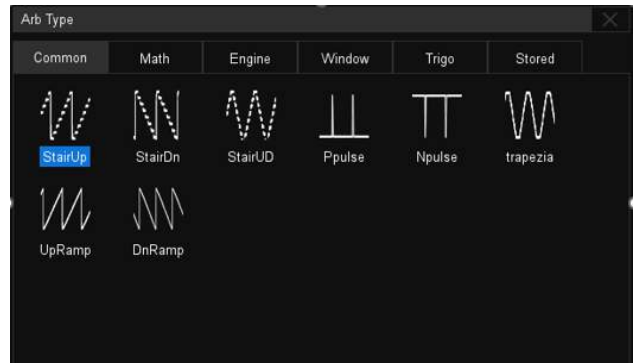 Arb Type
Common Math Engine Window Trigo Stored
StairUp StairDn StairUD Ppulse Npulse trapezia
UpRamp DnRamp